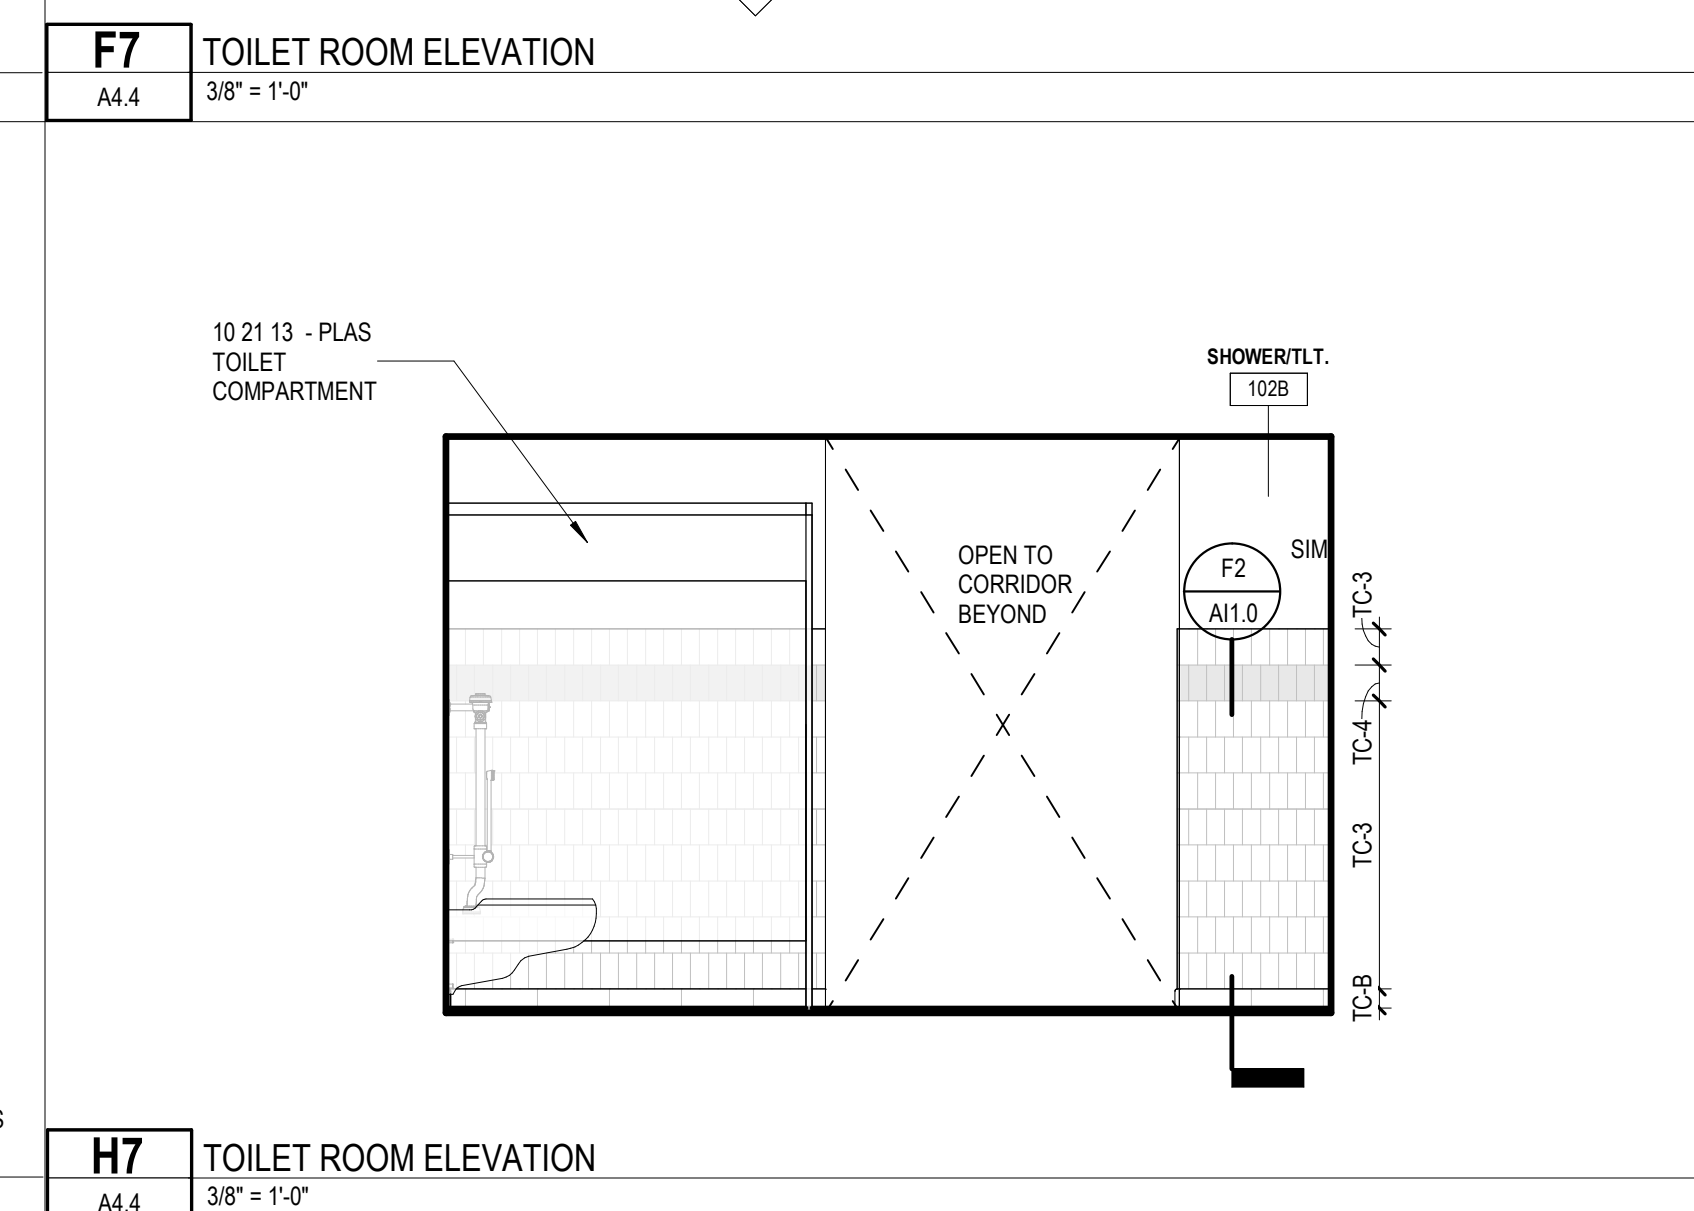 F7
TOILET ROOM ELEVATION
A4.4
3/8" = 1'-0"
10 21 13 - PLAS
TOILET
COMPARTMENT
SHOWER/TLT.
102B
OPEN TO
CORRIDOR
BEYOND
SIM
F2
AI1.0
TC-3
TC-4
TC-3
TC-B
S
H7
TOILET ROOM ELEVATION
A4.4
3/8" = 1'-0"